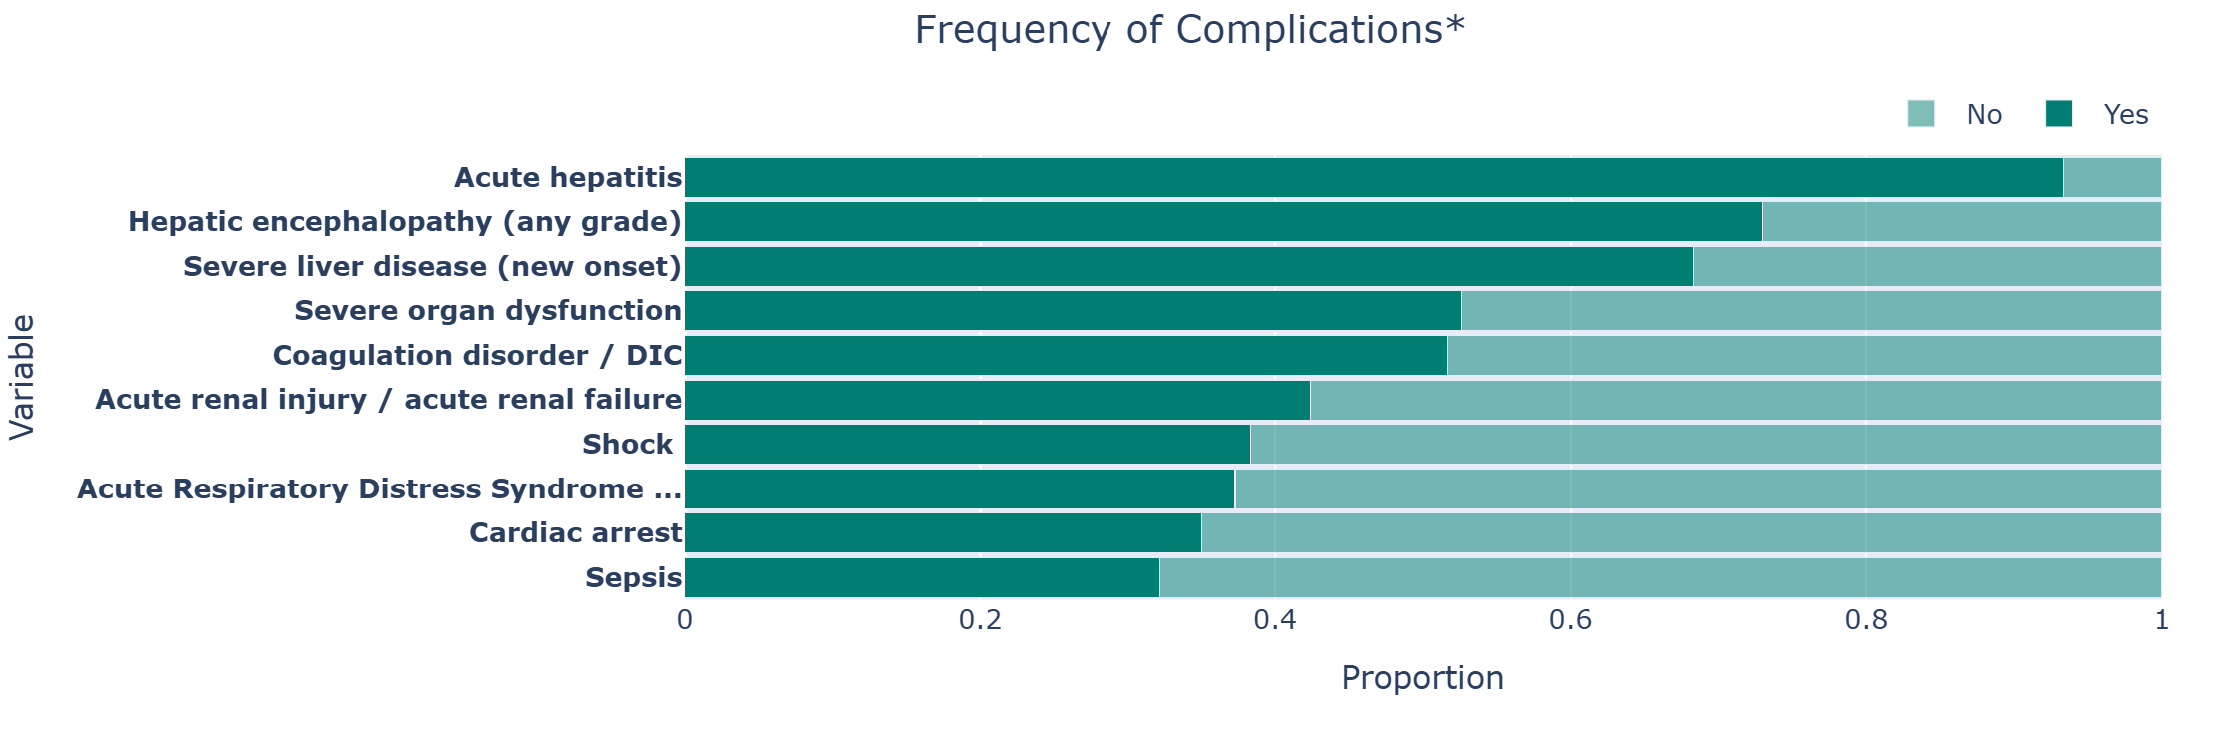 Frequency of Complications*
No
Yes
Variable
Acute hepatitis
Hepatic encephalopathy (any grade)
Severe liver disease (new onset)
Severe organ dysfunction
Coagulation disorder / DIC
Acute renal injury / acute renal failure
Shock
Acute Respiratory Distress Syndrome ...
Cardiac arrest
Sepsis
0
0.2
0.4
0.6
0.8
1
Proportion